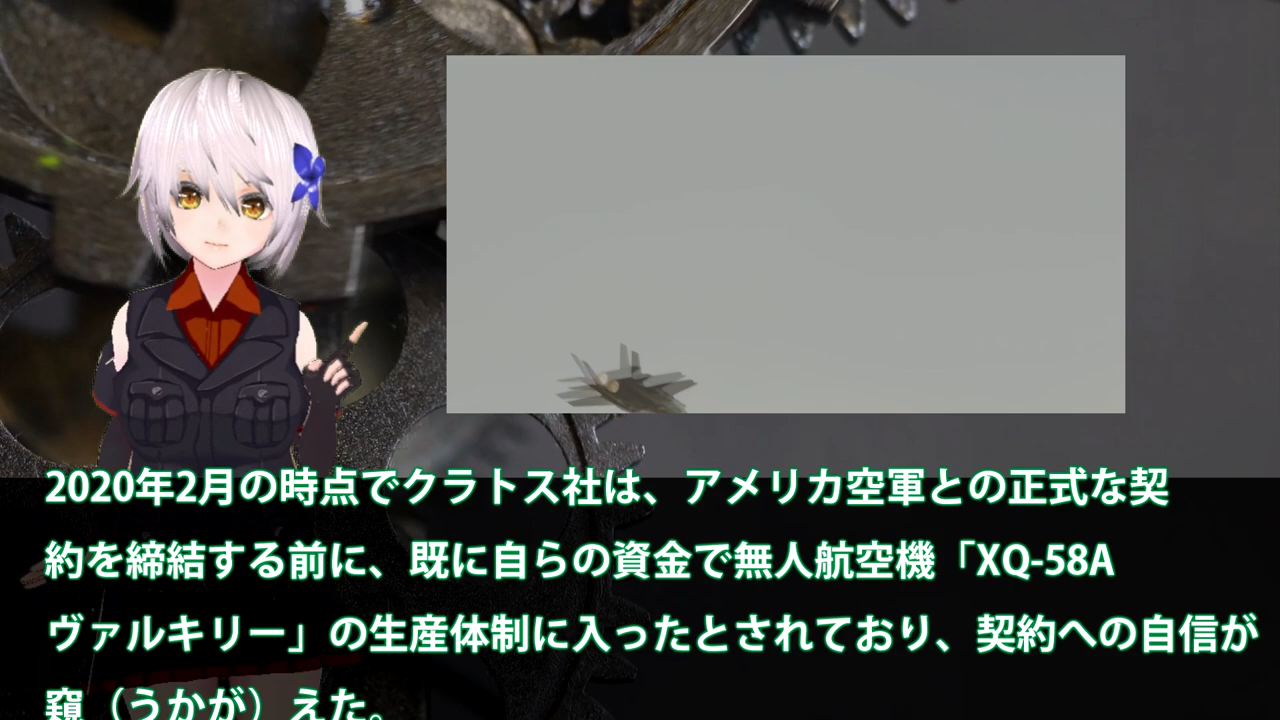 2020年2月の時点でクラトス社は、アメリカ空軍との正式な契
約を締結する前に、既に自らの資金で無人航空機「XQ-58A
ヴァルキリー」の生産体制に入ったとされており、契約への自信が
窺（うかが）えた。